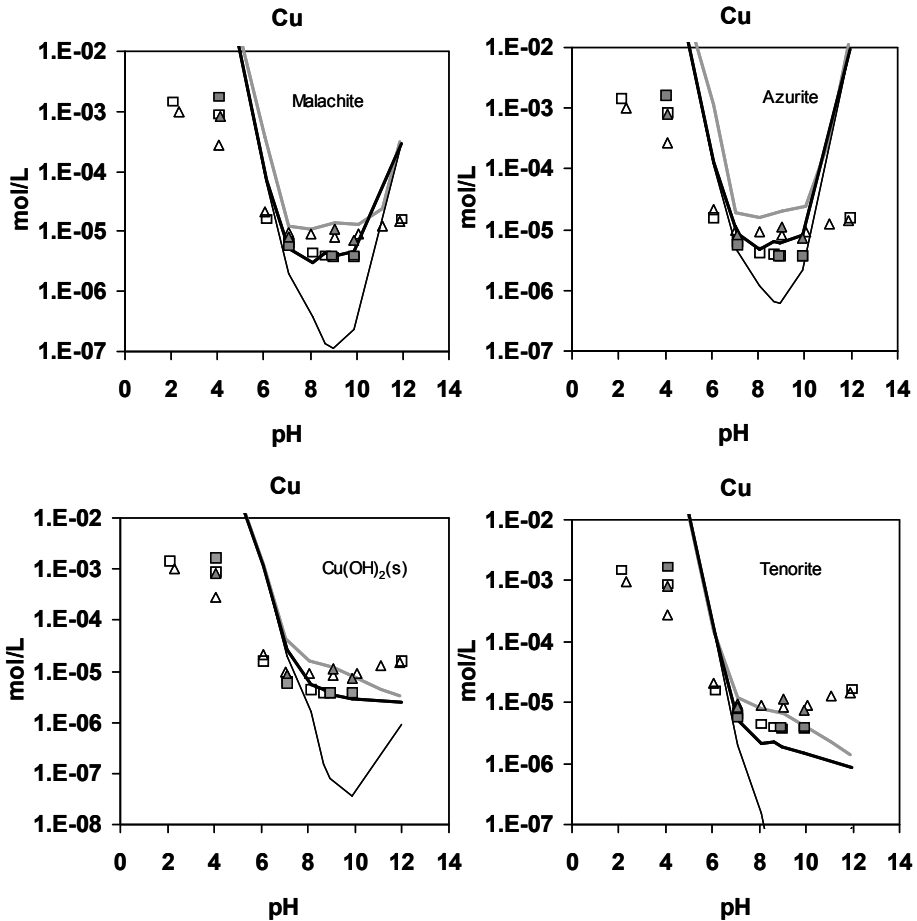 Cu
1.E-02
1.E-03
1.E-04
1.E-05
1.E-06
1.E-07
mol/L
Malachite
0 2 4 6 8 10 12 14
pH
Cu
1.E-02
1.E-03
1.E-04
1.E-05
1.E-06
1.E-07
mol/L
Azurite
0 2 4 6 8 10 12 14
pH
Cu
1.E-02
1.E-03
1.E-04
1.E-05
1.E-06
1.E-07
1.E-08
mol/L
Cu(OH)₂(s)
0 2 4 6 8 10 12 14
pH
Cu
1.E-02
1.E-03
1.E-04
1.E-05
1.E-06
1.E-07
mol/L
Tenorite
0 2 4 6 8 10 12 14
pH